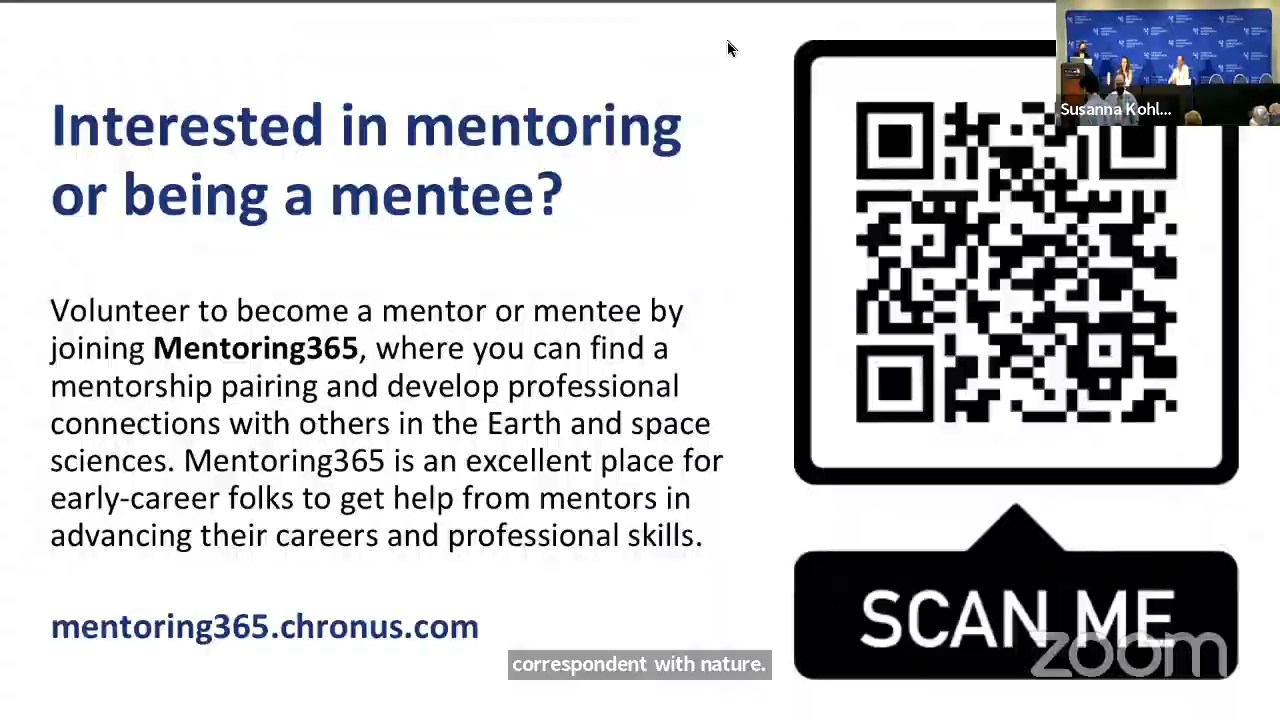 Interested in mentoring
or being a mentee?
Volunteer to become a mentor or mentee by
joining Mentoring365, where you can find a
mentorship pairing and develop professional
connections with others in the Earth and space
sciences. Mentoring365 is an excellent place for
early-career folks to get help from mentors in
advancing their careers and professional skills.
mentoring365.chronus.com
Susanna Kohl...
SCAN ME
zoom
correspondent with nature.